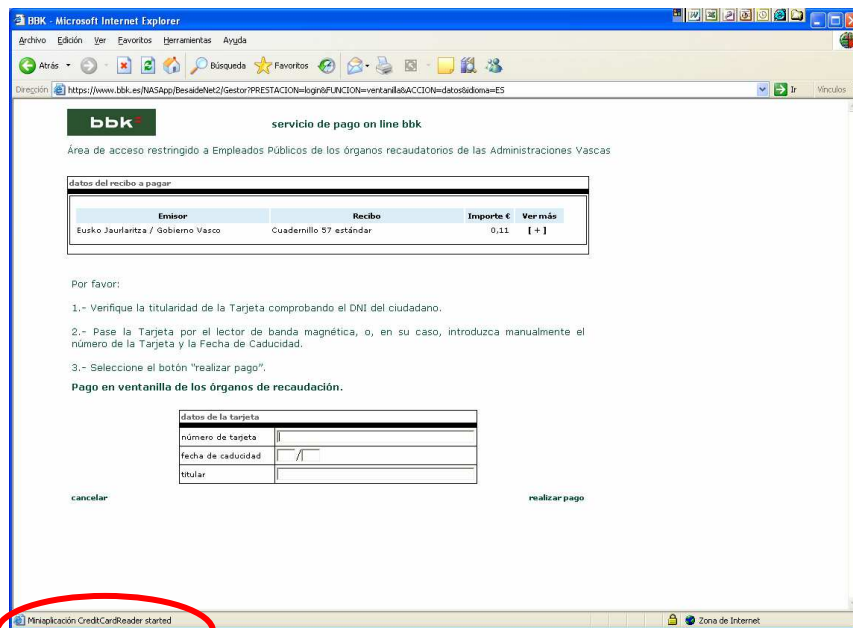 BBK - Microsoft Internet Explorer
Archivo Edición Ver Favoritos Herramientas Ayuda
Atrás Búsqueda Favoritos
Dirección https://www.bbk.es/NASApp/BesaideNet2/Gestor?PRESTACION=login&FUNCION=ventanilla&ACCION=datos&idioma=ES Ir Vínculos
bbk servicio de pago on line bbk
Área de acceso restringido a Empleados Públicos de los órganos recaudatorios de las Administraciones Vascas
datos del recibo a pagar
Emisor Recibo Importe € Ver más
Eusko Jaurlaritza / Gobierno Vasco Cuadernillo 57 estándar 0,11 [ + ]
Por favor:
1.- Verifique la titularidad de la Tarjeta comprobando el DNI del ciudadano.
2.- Pase la Tarjeta por el lector de banda magnética, o, en su caso, introduzca manualmente el
número de la Tarjeta y la Fecha de Caducidad.
3.- Seleccione el botón "realizar pago".
Pago en ventanilla de los órganos de recaudación.
datos de la tarjeta
número de tarjeta
fecha de caducidad /
titular
cancelar realizar pago
Miniaplicación CreditCardReader started Zona de Internet